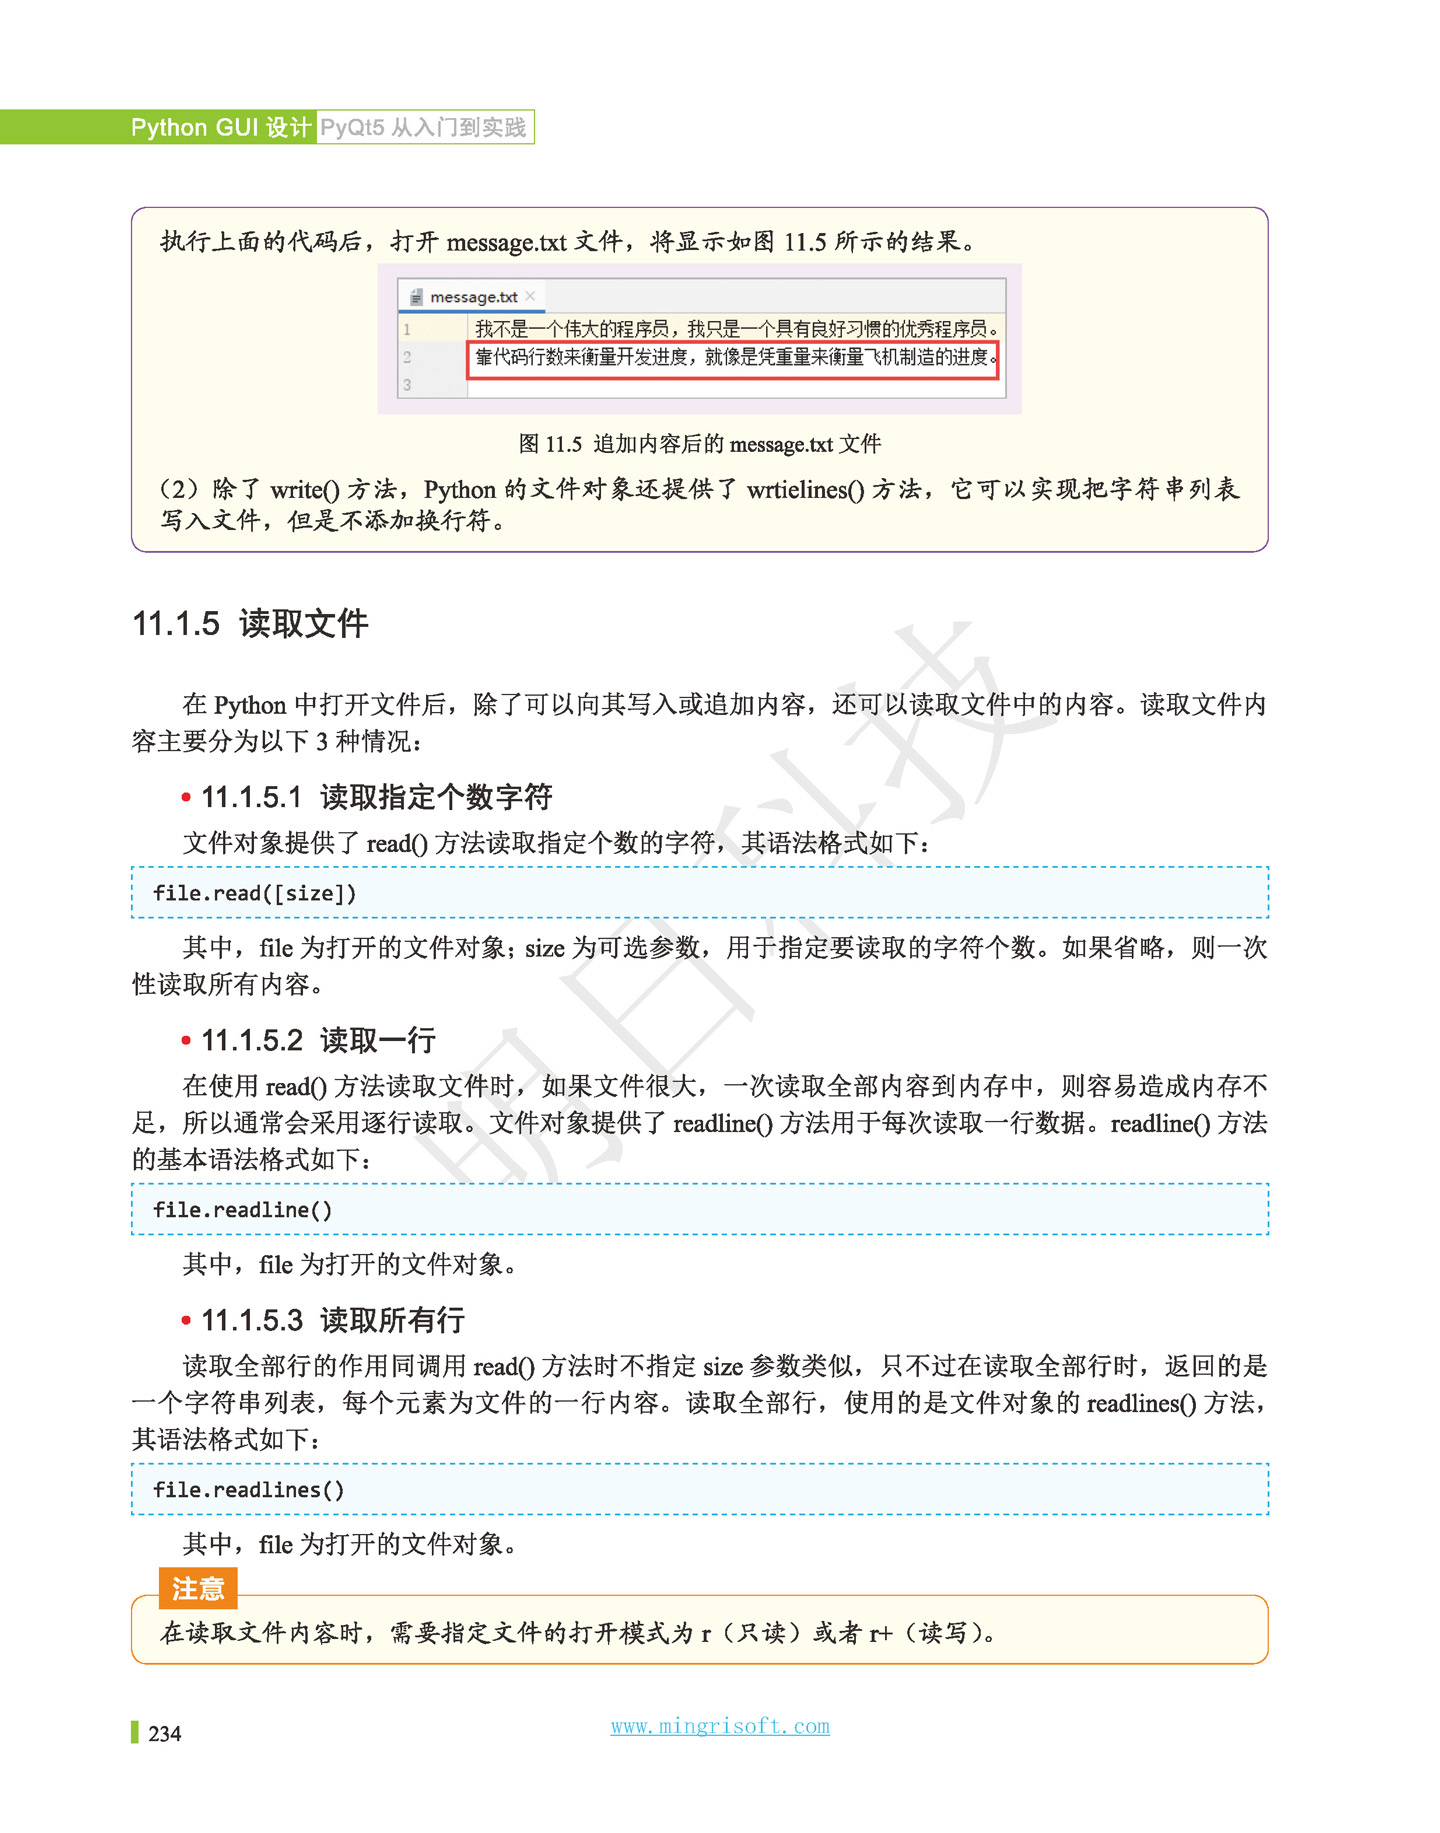 Python GUI 设计 PyQt5 从入门到实践
执行上面的代码后，打开 message.txt 文件，将显示如图 11.5 所示的结果。
message.txt ×
1 我不是一个伟大的程序员，我只是一个具有良好习惯的优秀程序员。
2 靠代码行数来衡量开发进度，就像是凭重量来衡量飞机制造的进度。
3
图 11.5 追加内容后的 message.txt 文件
（2）除了 write() 方法，Python 的文件对象还提供了 wrtielines() 方法，它可以实现把字符串列表
写入文件，但是不添加换行符。
11.1.5 读取文件
在 Python 中打开文件后，除了可以向其写入或追加内容，还可以读取文件中的内容。读取文件内
容主要分为以下 3 种情况：
• 11.1.5.1 读取指定个数字符
文件对象提供了 read() 方法读取指定个数的字符，其语法格式如下：
file.read([size])
其中，file 为打开的文件对象；size 为可选参数，用于指定要读取的字符个数。如果省略，则一次
性读取所有内容。
• 11.1.5.2 读取一行
在使用 read() 方法读取文件时，如果文件很大，一次读取全部内容到内存中，则容易造成内存不
足，所以通常会采用逐行读取。文件对象提供了 readline() 方法用于每次读取一行数据。readline() 方法
的基本语法格式如下：
file.readline()
其中，file 为打开的文件对象。
• 11.1.5.3 读取所有行
读取全部行的作用同调用 read() 方法时不指定 size 参数类似，只不过在读取全部行时，返回的是
一个字符串列表，每个元素为文件的一行内容。读取全部行，使用的是文件对象的 readlines() 方法，
其语法格式如下：
file.readlines()
其中，file 为打开的文件对象。
注意
在读取文件内容时，需要指定文件的打开模式为 r（只读）或者 r+（读写）。
234
www.mingrisoft.com
明日科技